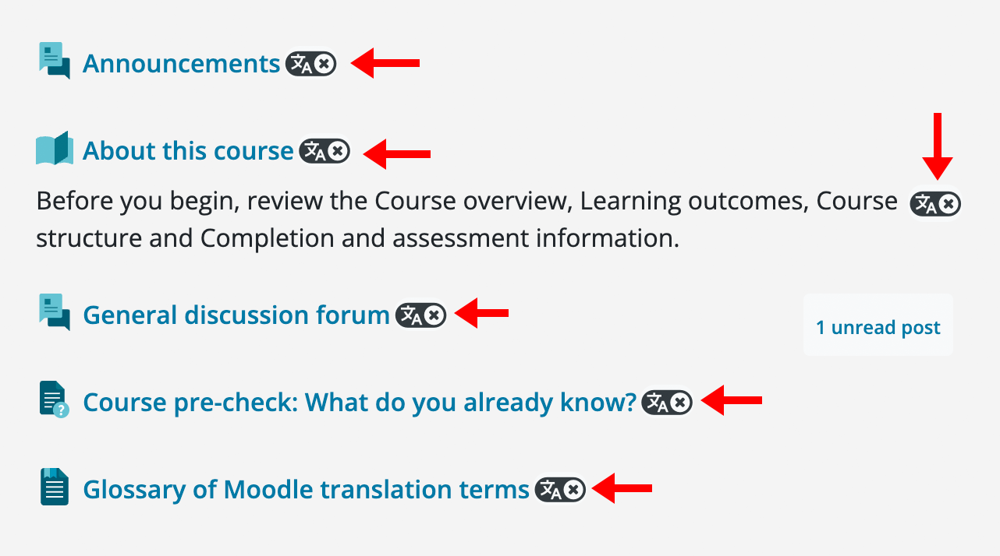 Announcements
About this course
Before you begin, review the Course overview, Learning outcomes, Course
structure and Completion and assessment information.
General discussion forum
1 unread post
Course pre-check: What do you already know?
Glossary of Moodle translation terms